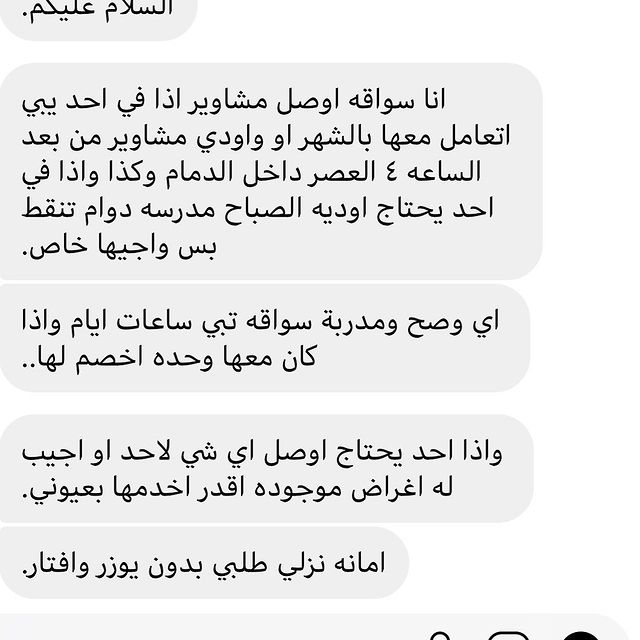 السلام عليكم.
انا سواقه اوصل مشاوير اذا في احد يبي
اتعامل معها بالشهر او واودي مشاوير من بعد
الساعه ٤ العصر داخل الدمام وكذا واذا في
احد يحتاج اوديه الصباح مدرسه دوام تنقط
بس واجيها خاص.
اي وصح ومدربة سواقه تبي ساعات ايام واذا
كان معها وحده اخصم لها..
واذا احد يحتاج اوصل اي شي لاحد او اجيب
له اغراض موجوده اقدر اخدمها بعيوني.
امانه نزلي طلبي بدون يوزر وافتار.